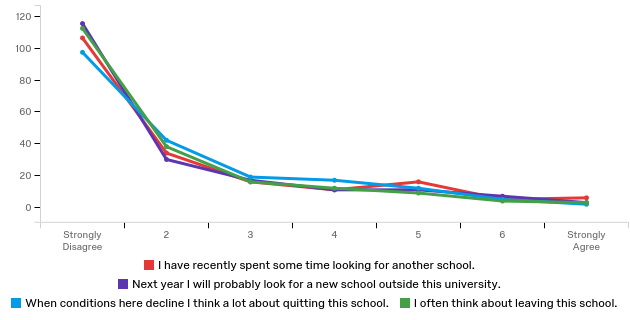 120
100
80
60
40
20
0
Strongly Disagree 2 3 4 5 6 Strongly Agree
I have recently spent some time looking for another school.
Next year I will probably look for a new school outside this university.
When conditions here decline I think a lot about quitting this school. I often think about leaving this school.